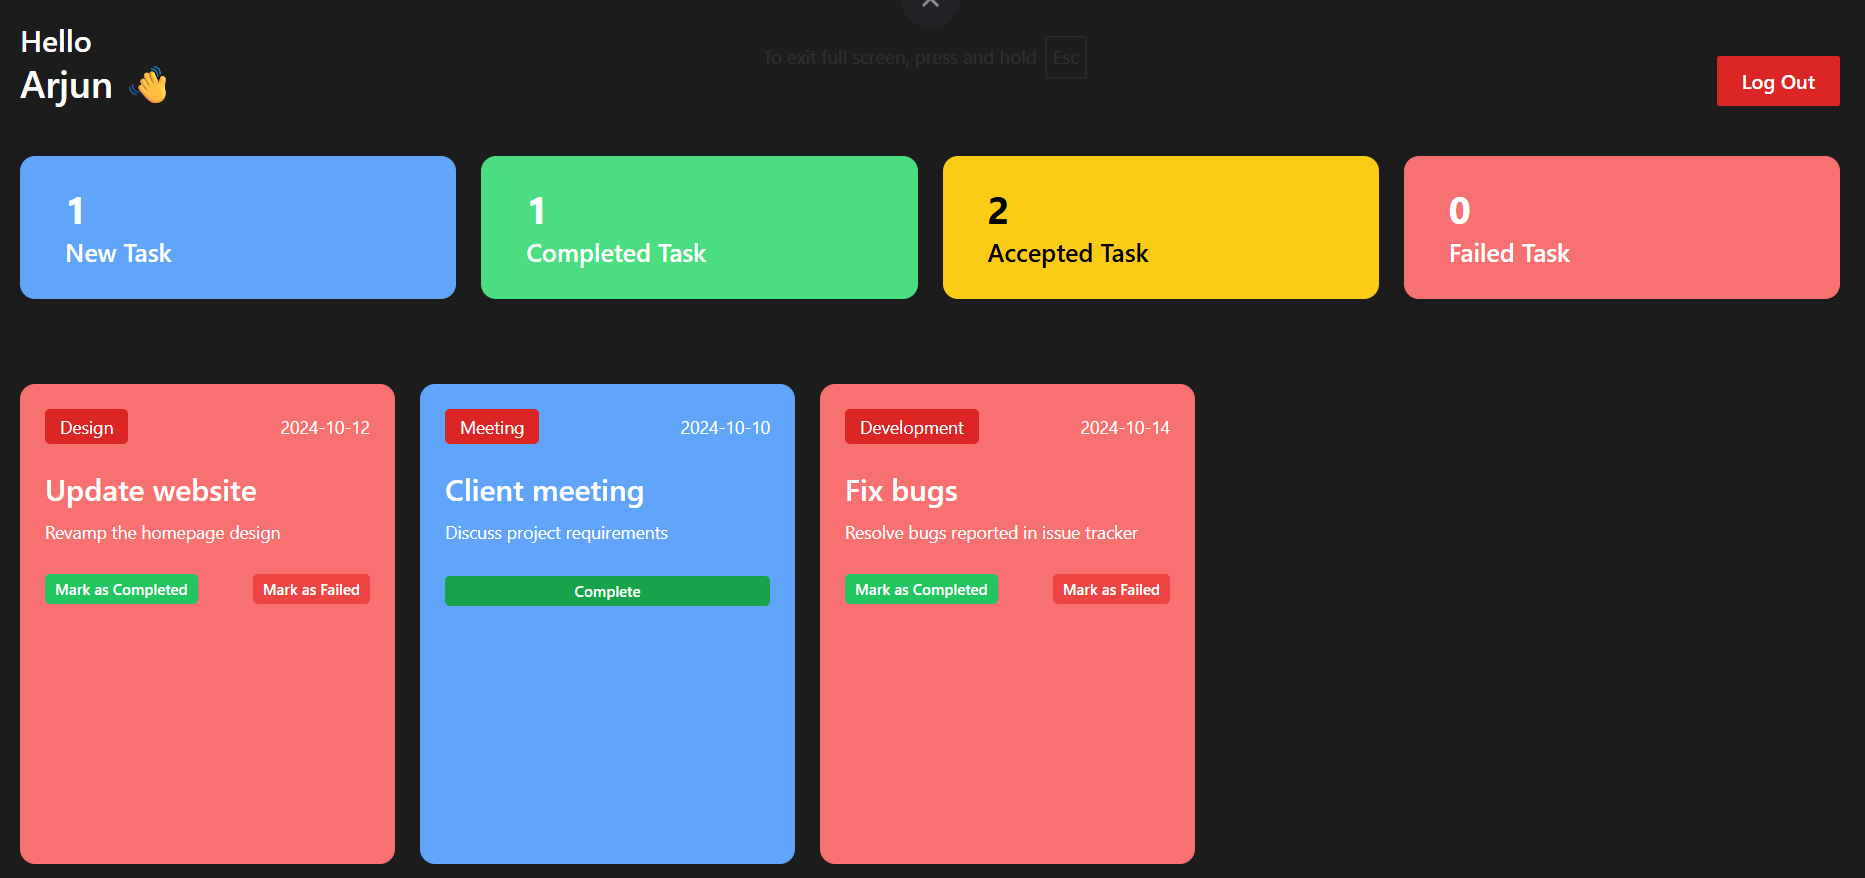 Hello
Arjun 👋
To exit full screen, press and hold Esc
Log Out
1
New Task
1
Completed Task
2
Accepted Task
0
Failed Task
Design 2024-10-12
Update website
Revamp the homepage design
Mark as Completed Mark as Failed
Meeting 2024-10-10
Client meeting
Discuss project requirements
Complete
Development 2024-10-14
Fix bugs
Resolve bugs reported in issue tracker
Mark as Completed Mark as Failed